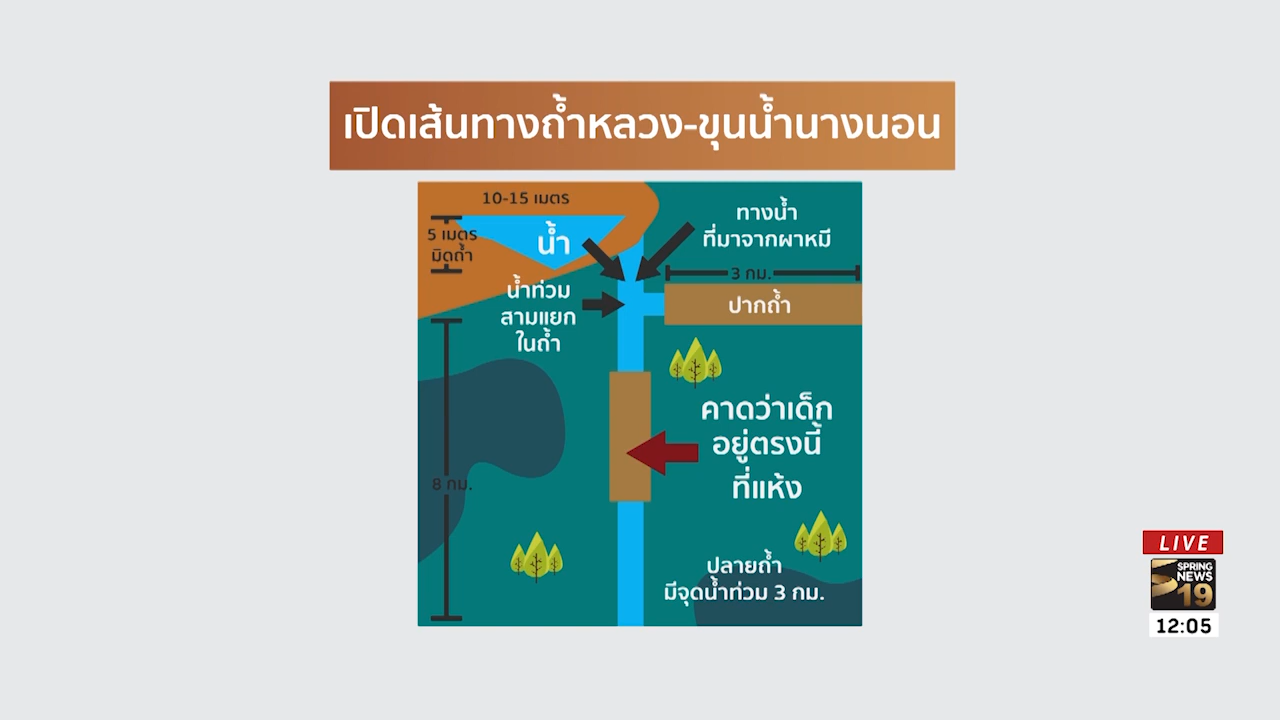 เปิดเส้นทางถ้ำหลวง-ขุนน้ำนางนอน
10-15 เมตร
5 เมตร
มิดถ้ำ
น้ำ
ทางน้ำ
ที่มาจากผาหมี
3 กม.
ปากถ้ำ
น้ำท่วม
สามแยก
ในถ้ำ
คาดว่าเด็ก
อยู่ตรงนี้
ที่แห้ง
8 กม.
ปลายถ้ำ
มีจุดน้ำท่วม 3 กม.
LIVE
SPRING
NEWS
19
12:05